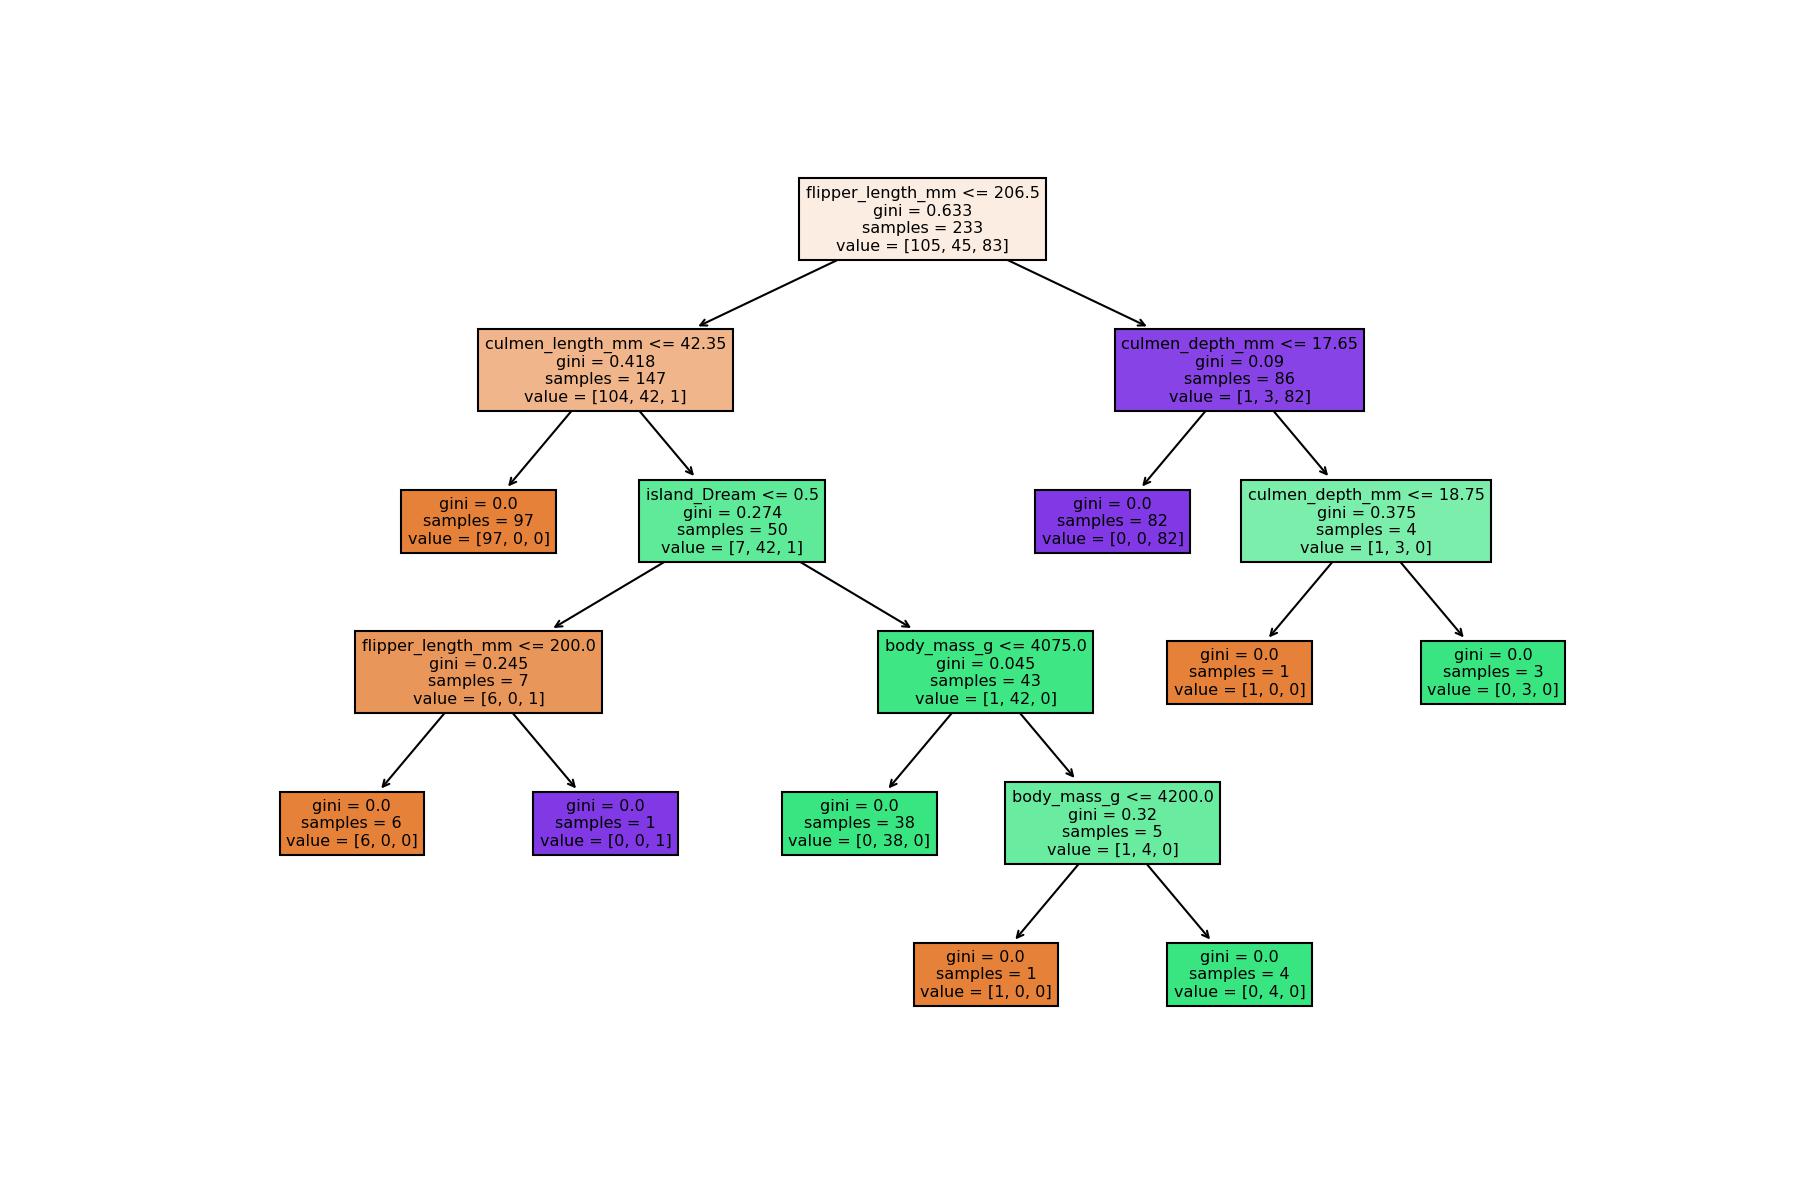 flipper_length_mm <= 206.5
gini = 0.633
samples = 233
value = [105, 45, 83]
culmen_length_mm <= 42.35
gini = 0.418
samples = 147
value = [104, 42, 1]
culmen_depth_mm <= 17.65
gini = 0.09
samples = 86
value = [1, 3, 82]
gini = 0.0
samples = 97
value = [97, 0, 0]
island_Dream <= 0.5
gini = 0.274
samples = 50
value = [7, 42, 1]
gini = 0.0
samples = 82
value = [0, 0, 82]
culmen_depth_mm <= 18.75
gini = 0.375
samples = 4
value = [1, 3, 0]
flipper_length_mm <= 200.0
gini = 0.245
samples = 7
value = [6, 0, 1]
body_mass_g <= 4075.0
gini = 0.045
samples = 43
value = [1, 42, 0]
gini = 0.0
samples = 1
value = [1, 0, 0]
gini = 0.0
samples = 3
value = [0, 3, 0]
gini = 0.0
samples = 6
value = [6, 0, 0]
gini = 0.0
samples = 1
value = [0, 0, 1]
gini = 0.0
samples = 38
value = [0, 38, 0]
body_mass_g <= 4200.0
gini = 0.32
samples = 5
value = [1, 4, 0]
gini = 0.0
samples = 1
value = [1, 0, 0]
gini = 0.0
samples = 4
value = [0, 4, 0]